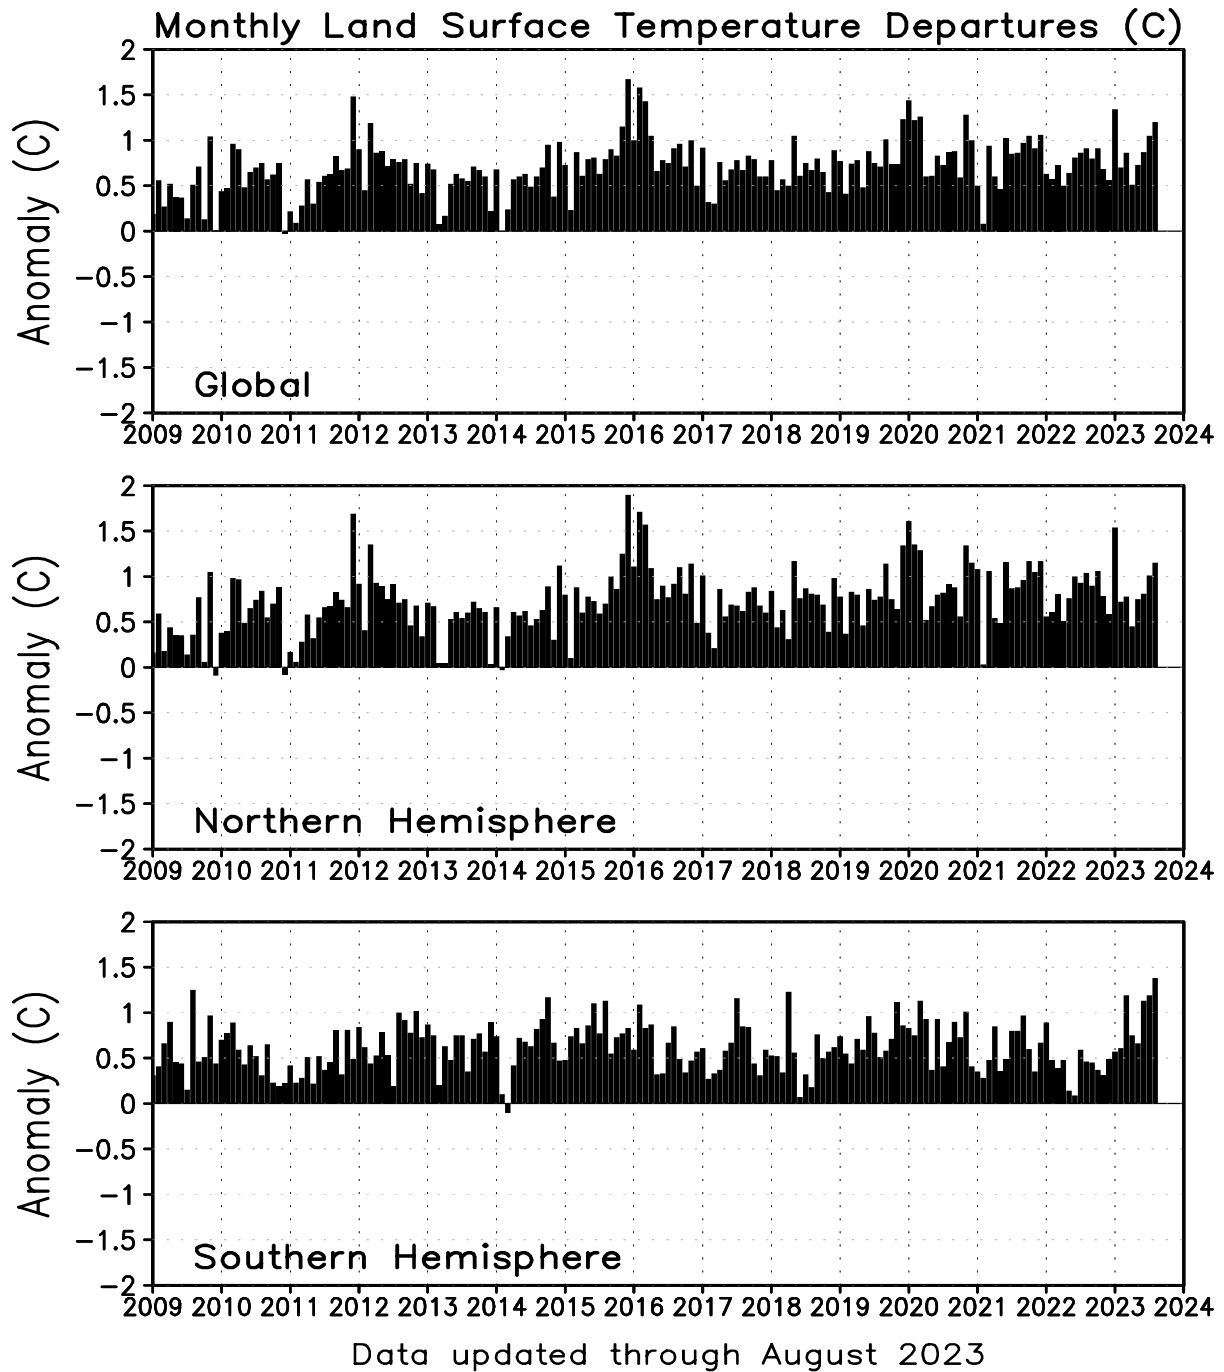 Monthly Land Surface Temperature Departures (C)
2
1.5
1
0.5
0
−0.5
−1
−1.5
−2
Anomaly (C)
Global
2009 2010 2011 2012 2013 2014 2015 2016 2017 2018 2019 2020 2021 2022 2023 2024
2
1.5
1
0.5
0
−0.5
−1
−1.5
−2
Anomaly (C)
Northern Hemisphere
2009 2010 2011 2012 2013 2014 2015 2016 2017 2018 2019 2020 2021 2022 2023 2024
2
1.5
1
0.5
0
−0.5
−1
−1.5
−2
Anomaly (C)
Southern Hemisphere
2009 2010 2011 2012 2013 2014 2015 2016 2017 2018 2019 2020 2021 2022 2023 2024
Data updated through August 2023